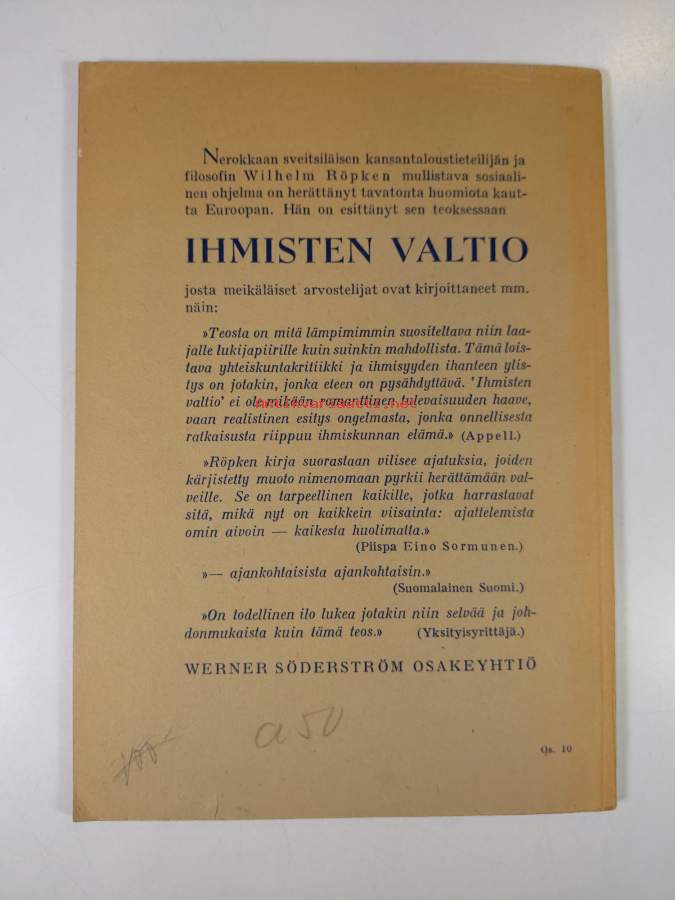 Nerokkaan sveitsiläisen kansantaloustieteilijän ja
filosofin Wilhelm Röpken mullistava sosiaali-
nen ohjelma on herättänyt tavatonta huomiota kaut-
ta Euroopan. Hän on esittänyt sen teoksessaan
IHMISTEN VALTIO
josta meikäläiset arvostelijat ovat kirjoittaneet mm.
näin:
»Teosta on mitä lämpimimmin suositeltava niin laa-
jalle lukijapiirille kuin suinkin mahdollista. Tämä lois-
tava yhteiskuntakritiikki ja ihmisyyden ihanteen ylis-
tys on jotakin, jonka eteen on pysähdyttävä. 'Ihmisten
valtio' ei ole mikään romanttinen tulevaisuuden haave,
antikvariaatti.net
vaan realistinen esitys ongelmasta, jonka onnellisesta
ratkaisusta riippuu ihmiskunnan elämä.» (Appell.)
»Röpken kirja suorastaan vilisee ajatuksia, joiden
kärjistetty muoto nimenomaan pyrkii herättämään val-
veille. Se on tarpeellinen kaikille, jotka harrastavat
sitä, mikä nyt on kaikkein viisainta: ajattelemista
omin aivoin — kaikesta huolimatta.»
(Piispa Eino Sormunen.)
»— ajankohtaisista ajankohtaisin.»
(Suomalainen Suomi.)
»On todellinen ilo lukea jotakin niin selvää ja joh-
donmukaista kuin tämä teos.» (Yksityisyrittäjä.)
WERNER SÖDERSTRÖM OSAKEYHTIÖ
a50
Qs. 10